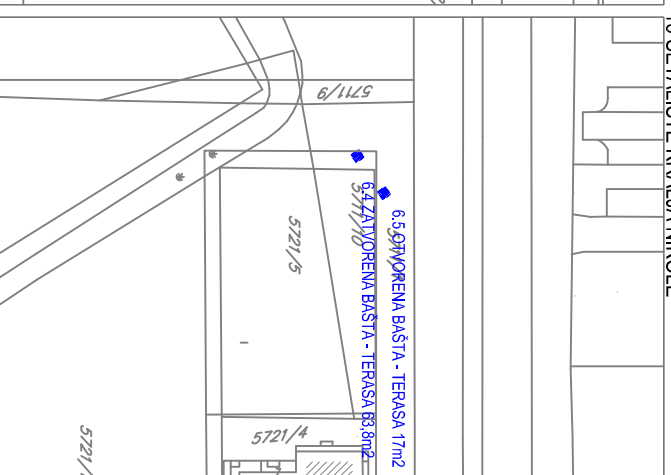 5711/9
5711/10
5721/5
6.4 ZATVORENA BAŠTA - TERASA 63,8m2
6.5 OTVORENA BAŠTA - TERASA 17m2
5721/4
5721/